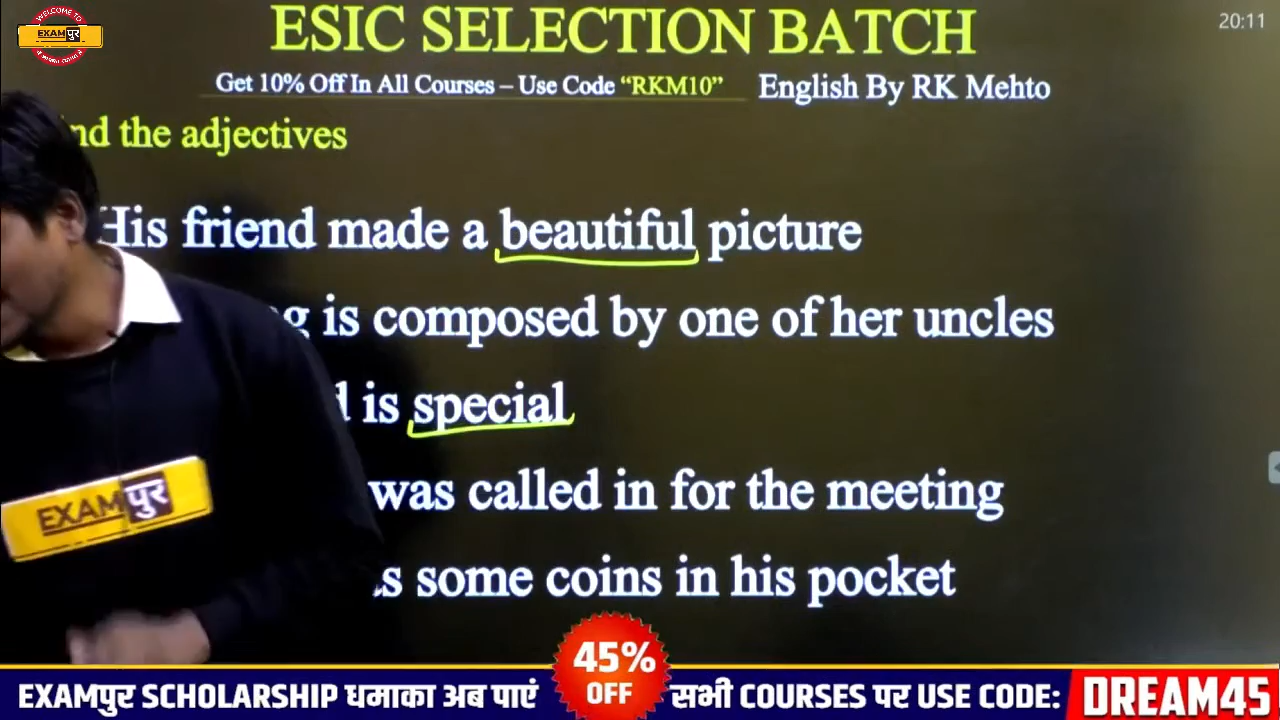 WELCOME TO
EXAMपुर
ESIC SELECTION BATCH
20:11
Get 10% Off In All Courses – Use Code “RKM10”
English By RK Mehto
the adjectives
His friend made a beautiful picture
is composed by one of her uncles
is special
was called in for the meeting
some coins in his pocket
EXAMपुर
45%
OFF
EXAMपुर SCHOLARSHIP धमाका अब पाएं
सभी COURSES पर USE CODE:
DREAM45